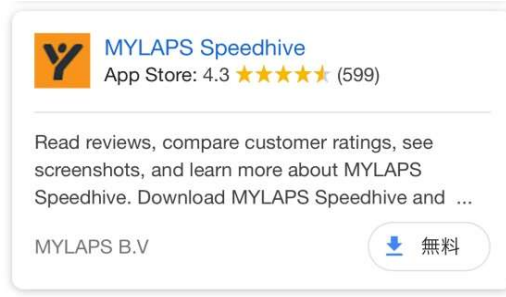 MYLAPS Speedhive
App Store: 4.3 ★★★★★ (599)
Read reviews, compare customer ratings, see
screenshots, and learn more about MYLAPS
Speedhive. Download MYLAPS Speedhive and ...
MYLAPS B.V
無料